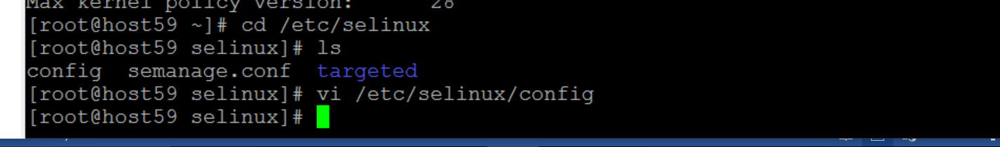 Max kernel policy version: 28
[root@host59 ~]# cd /etc/selinux
[root@host59 selinux]# ls
config semanage.conf targeted
[root@host59 selinux]# vi /etc/selinux/config
[root@host59 selinux]#